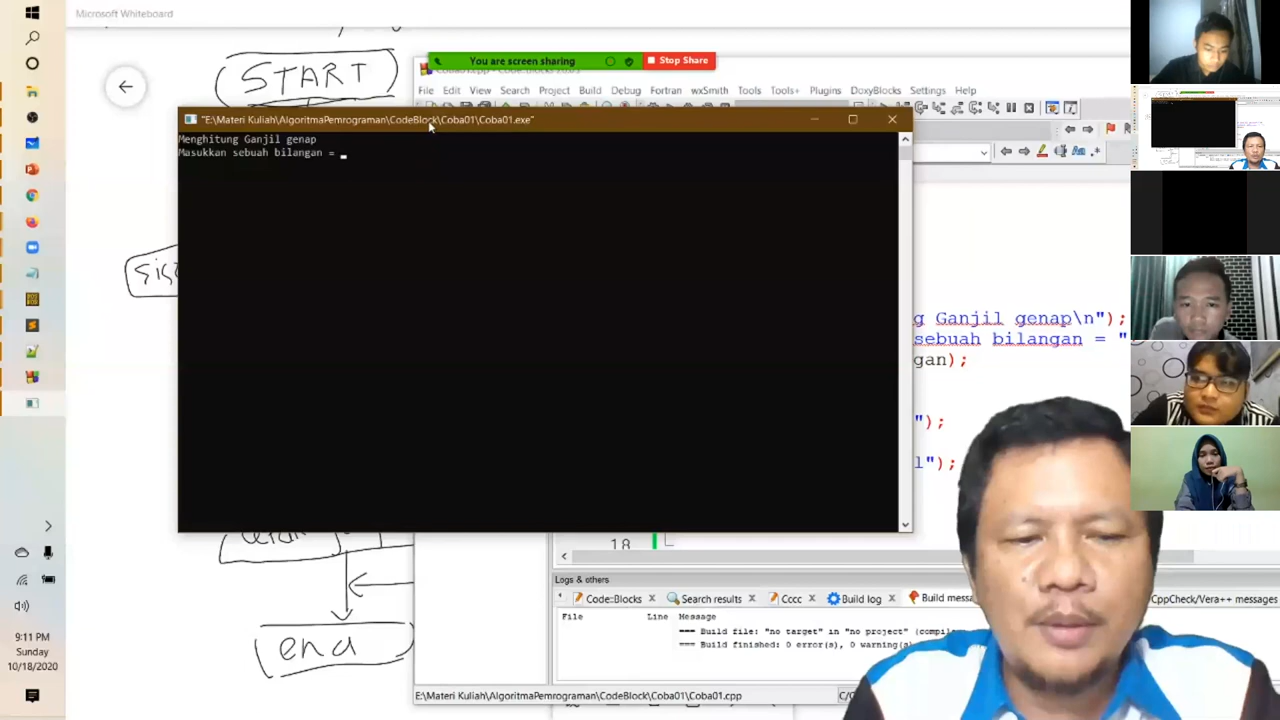 Microsoft Whiteboard
START
You are screen sharing
Stop Share
File Edit View Search Project Build Debug Fortran wxSmith Tools Tools+ Plugins DoxyBlocks Settings Help
"E:\Materi Kuliah\AlgoritmaPemrograman\CodeBlock\Coba01\Coba01.exe"
Menghitung Ganjil genap
Masukkan sebuah bilangan = _
Ganjil genap\n");
sebuah bilangan = "
gan);
");
l");
18
end
Logs & others
Code::Blocks
Search results
Cccc
Build log
CppCheck/Vera++ messages
File Line Message
=== Build file: "no target" in "no project"
=== Build finished: 0 error(s), 0 warning(s)
E:\Materi Kuliah\AlgoritmaPemrograman\CodeBlock\Coba01\Coba01.cpp
9:11 PM
Sunday
10/18/2020